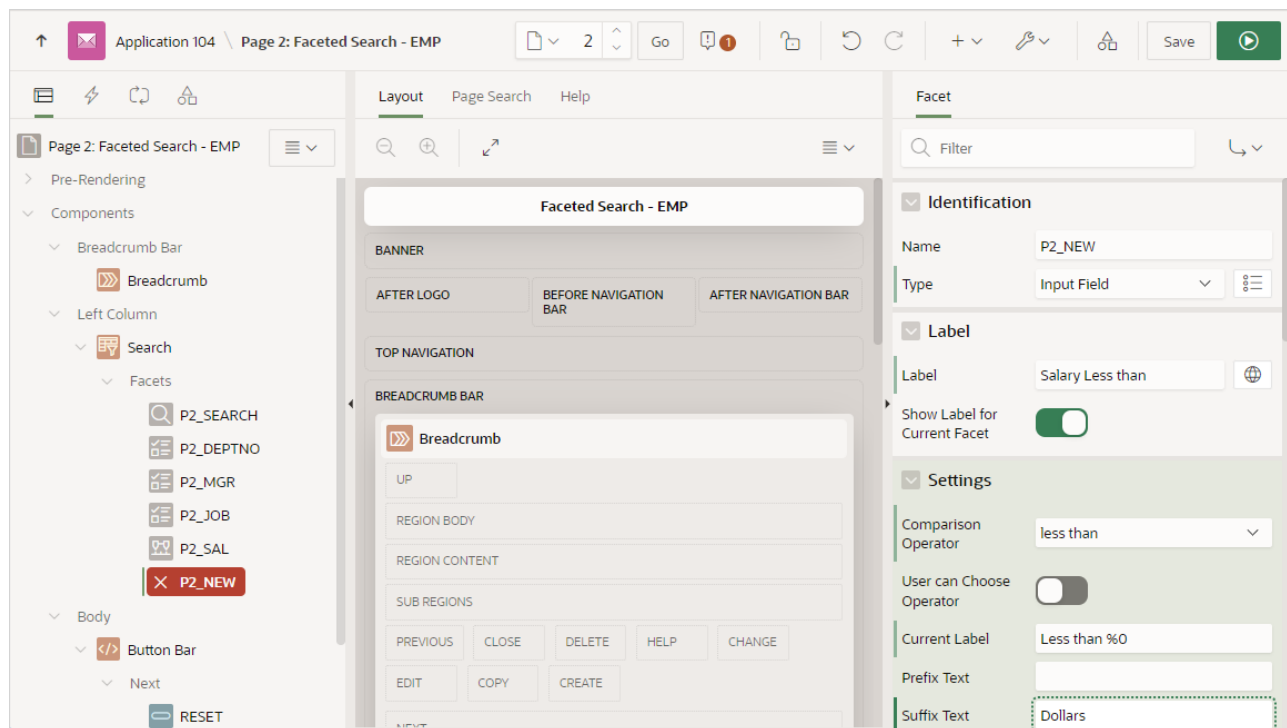 Application 104 \ Page 2: Faceted Search - EMP
2
Go
1
Save
Page 2: Faceted Search - EMP
Pre-Rendering
Components
Breadcrumb Bar
Breadcrumb
Left Column
Search
Facets
P2_SEARCH
P2_DEPTNO
P2_MGR
P2_JOB
P2_SAL
P2_NEW
Body
Button Bar
Next
RESET
Layout Page Search Help
Faceted Search - EMP
BANNER
AFTER LOGO
BEFORE NAVIGATION
BAR
AFTER NAVIGATION BAR
TOP NAVIGATION
BREADCRUMB BAR
Breadcrumb
UP
REGION BODY
REGION CONTENT
SUB REGIONS
PREVIOUS CLOSE DELETE HELP CHANGE
EDIT COPY CREATE
NEXT
Facet
Filter
Identification
Name P2_NEW
Type Input Field
Label
Label Salary Less than
Show Label for
Current Facet
Settings
Comparison
Operator
less than
User can Choose
Operator
Current Label Less than %0
Prefix Text
Suffix Text Dollars